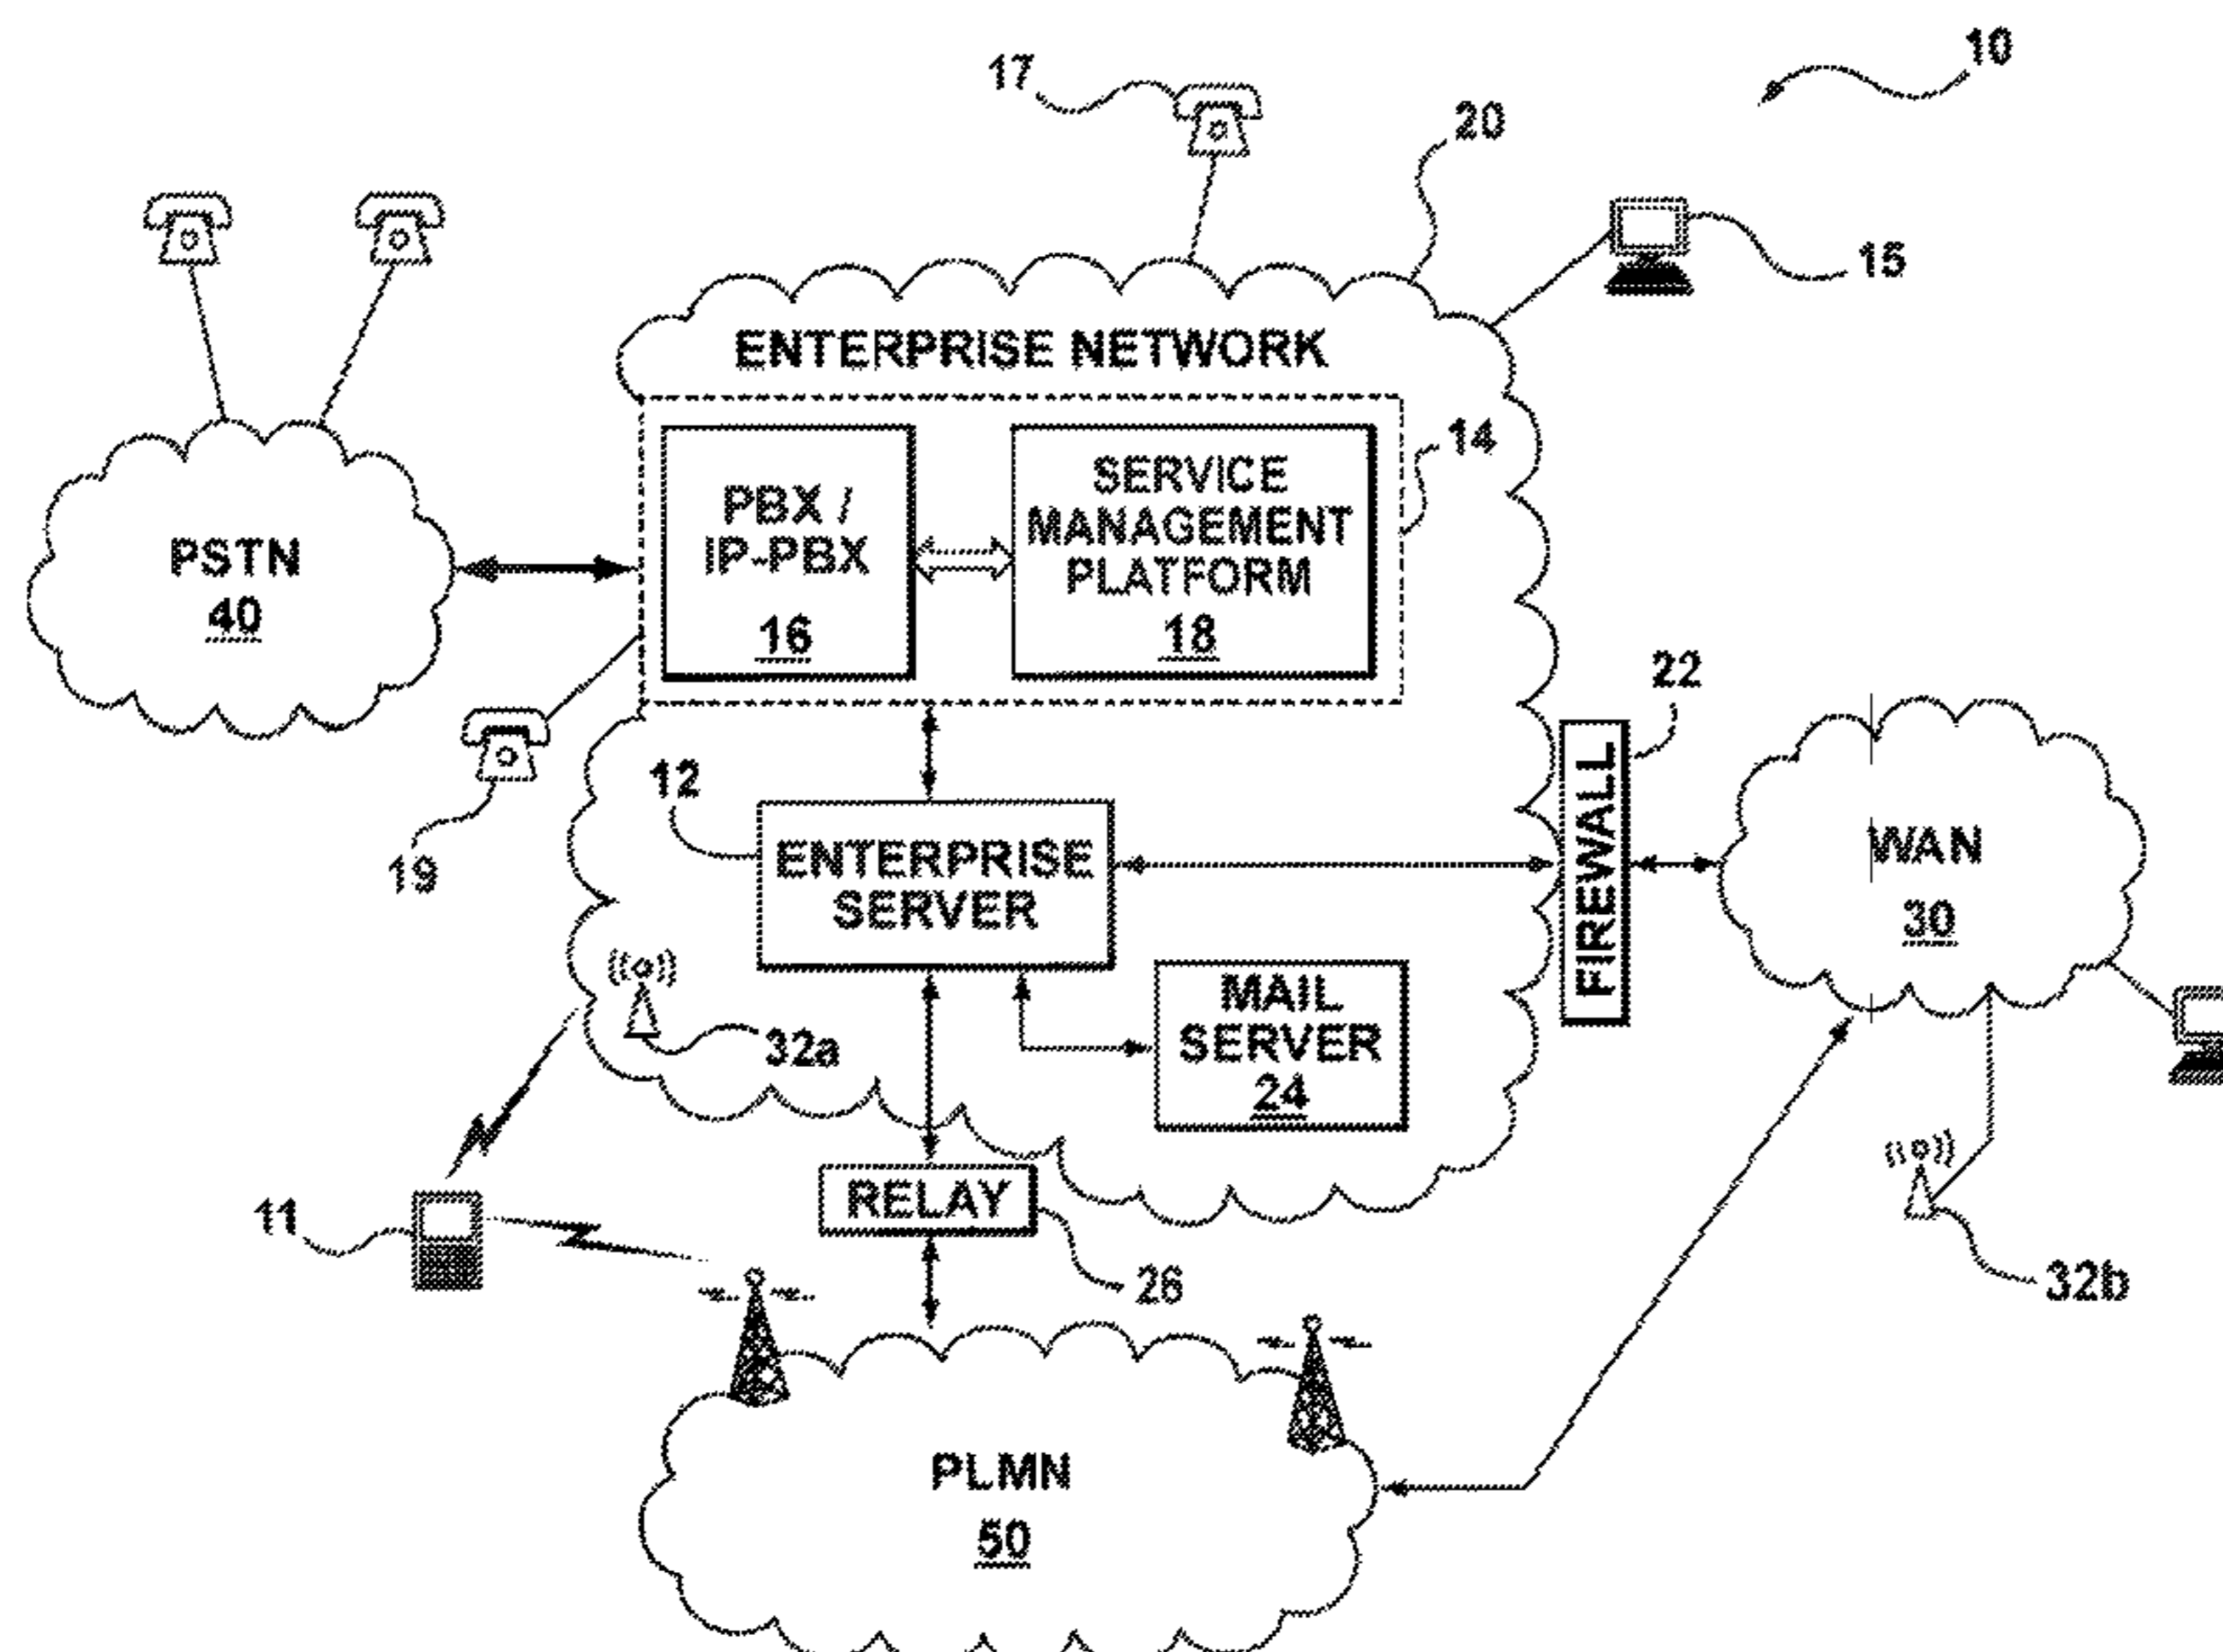 10
17
20
15
ENTERPRISE NETWORK
14
PBX /
IP-PBX
16
SERVICE
MANAGEMENT
PLATFORM
18
PSTN
40
22
12
19
ENTERPRISE
SERVER
FIREWALL
WAN
30
32a
MAIL
SERVER
24
11
RELAY
26
32b
PLMN
50